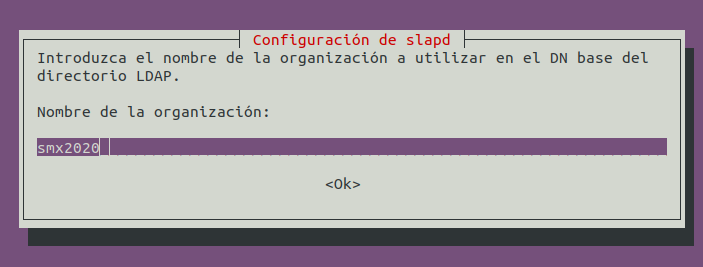 Configuración de slapd
Introduzca el nombre de la organización a utilizar en el DN base del
directorio LDAP.
Nombre de la organización:
smx2020
<Ok>